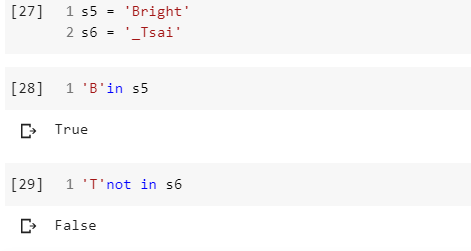 [27] 1 s5 = 'Bright'
2 s6 = '_Tsai'
[28] 1 'B'in s5
True
[29] 1 'T'not in s6
False